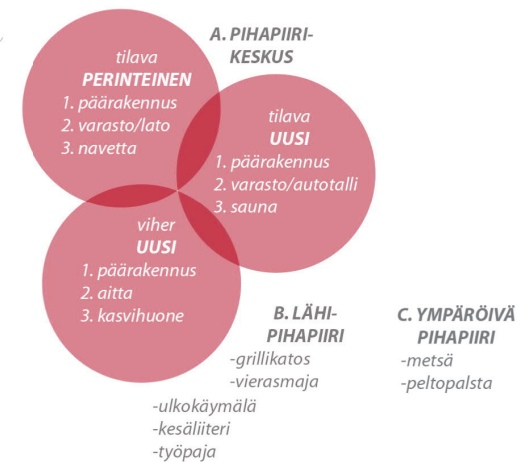 A. PIHAPIIRI-
KESKUS
tilava
PERINTEINEN
1. päärakennus
2. varasto/lato
3. navetta
tilava
UUSI
1. päärakennus
2. varasto/autotalli
3. sauna
viher
UUSI
1. päärakennus
2. aitta
3. kasvihuone
B. LÄHI-
PIHAPIIRI
-grillikatos
-vierasmaja
-ulkokäymälä
-kesäliiteri
-työpaja
C. YMPÄRÖIVÄ
PIHAPIIRI
-metsä
-peltopalsta